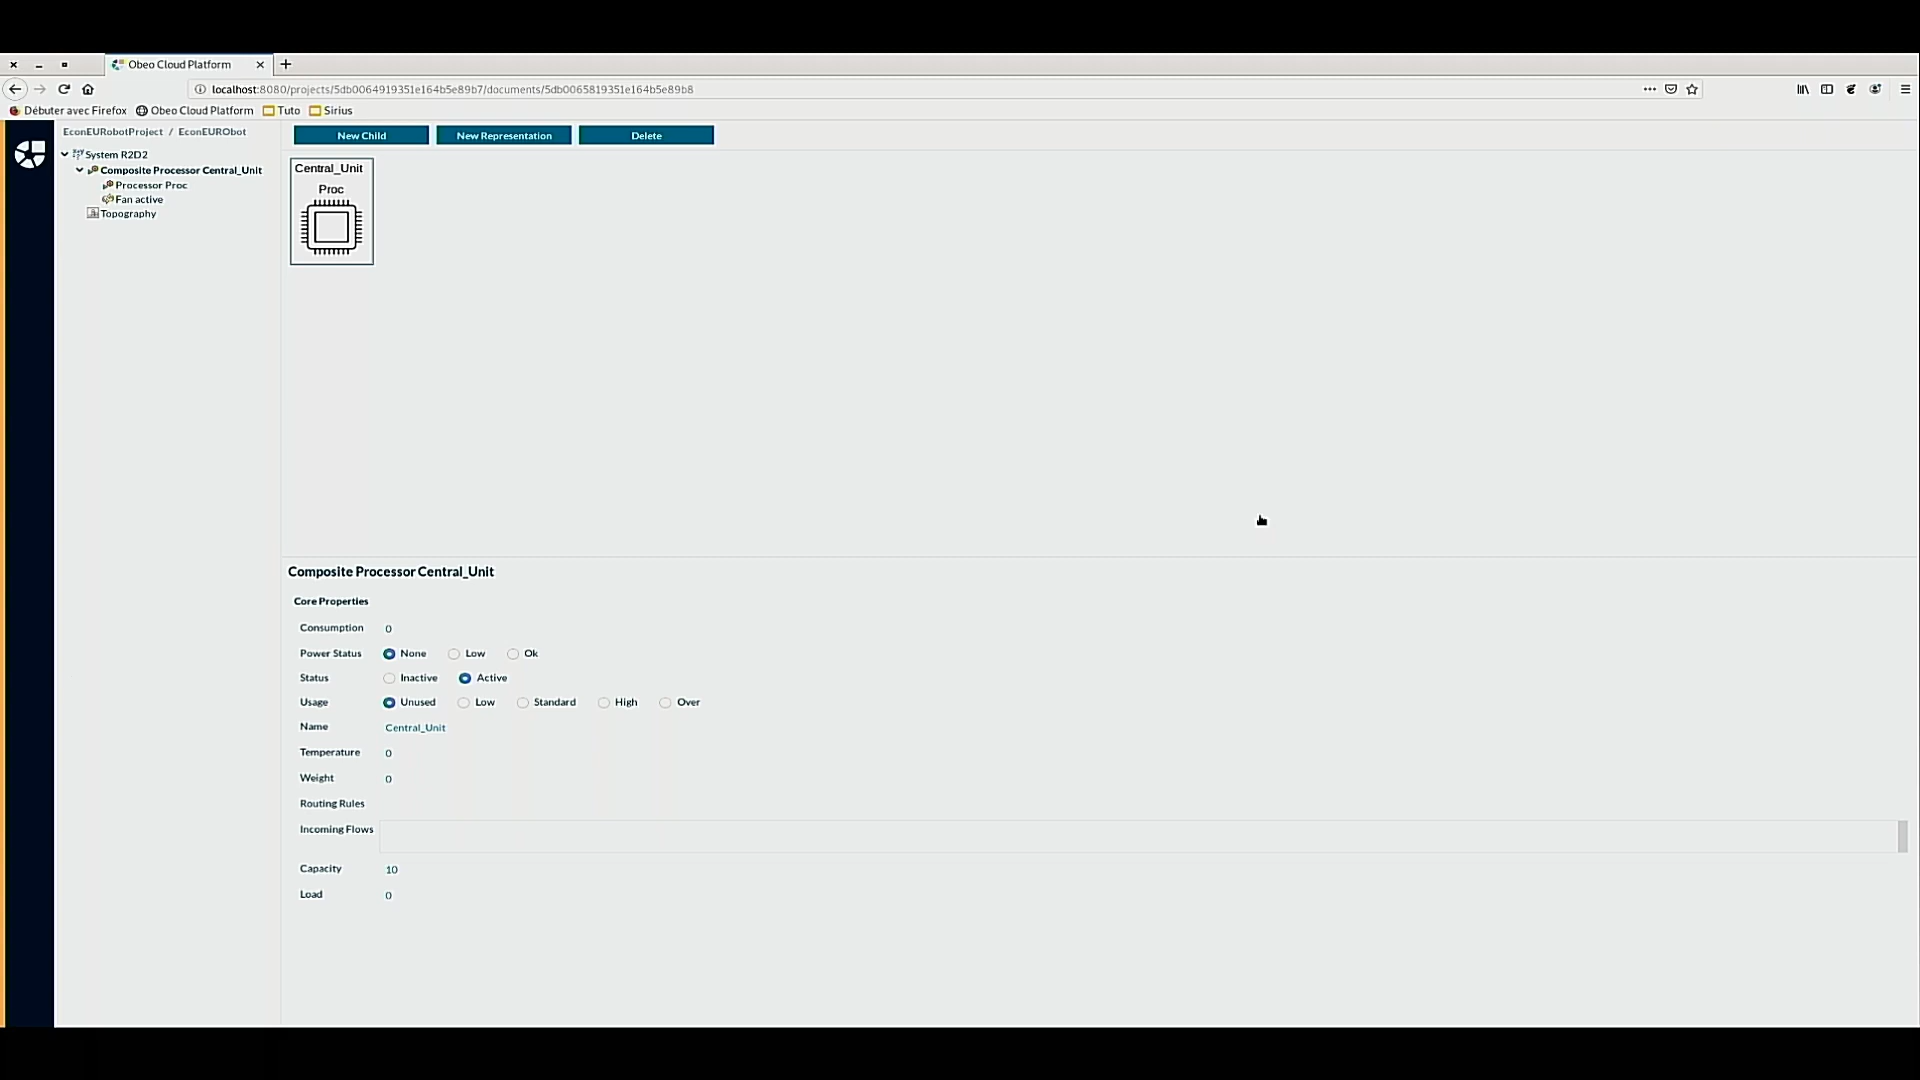 Obeo Cloud Platform
localhost:8080/projects/5db0064919351e164b5e89b7/documents/5db0065819351e164b5e89b8
Débuter avec Firefox Obeo Cloud Platform Tuto Sirius
EconEURobotProject / EconEURObot
New Child New Representation Delete
System R2D2
Composite Processor Central_Unit
Processor Proc
Fan active
Topography
Central_Unit
Proc
Composite Processor Central_Unit
Core Properties
Consumption 0
Power Status None Low Ok
Status Inactive Active
Usage Unused Low Standard High Over
Name Central_Unit
Temperature 0
Weight 0
Routing Rules
Incoming Flows
Capacity 10
Load 0